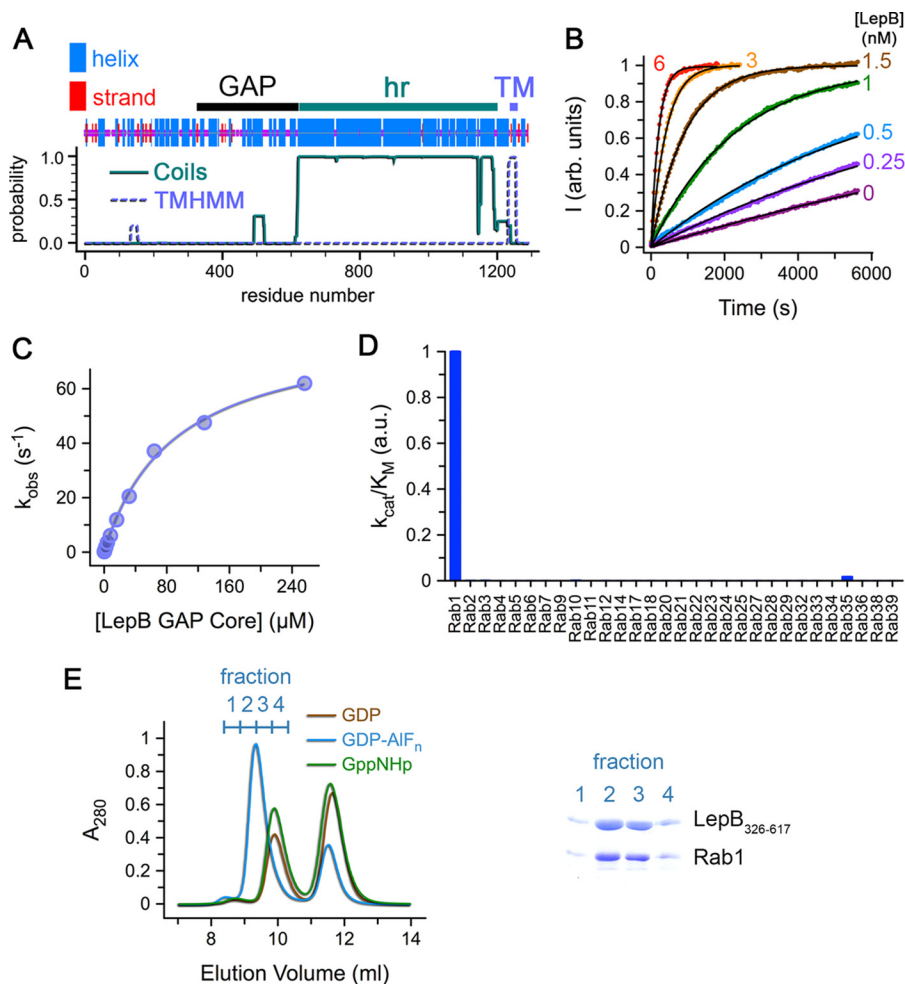 A
helix
strand
GAP
hr
TM
probability
1.0
0.5
0.0
Coils
TMHMM
0
400
800
1200
residue number
B
[LepB]
(nM)
6
3
1.5
1
0.5
0.25
0
I (arb. units)
1
0.8
0.6
0.4
0.2
0
0
2000
4000
6000
Time (s)
C
k_obs (s⁻¹)
60
40
20
0
0
80
160
240
[LepB GAP Core] (µM)
D
k_cat/K_M (a.u.)
1
0.8
0.6
0.4
0.2
0
Rab1
Rab2
Rab3
Rab4
Rab5
Rab6
Rab7
Rab9
Rab10
Rab11
Rab12
Rab14
Rab17
Rab18
Rab20
Rab21
Rab22
Rab23
Rab24
Rab25
Rab27
Rab28
Rab29
Rab32
Rab33
Rab34
Rab35
Rab36
Rab38
Rab39
E
fraction
1 2 3 4
GDP
GDP-AlFₙ
GppNHp
A₂₈₀
1
0.8
0.6
0.4
0.2
0
8
10
12
14
Elution Volume (ml)
fraction
1 2 3 4
LepB₃₂₆₋₆₁₇
Rab1